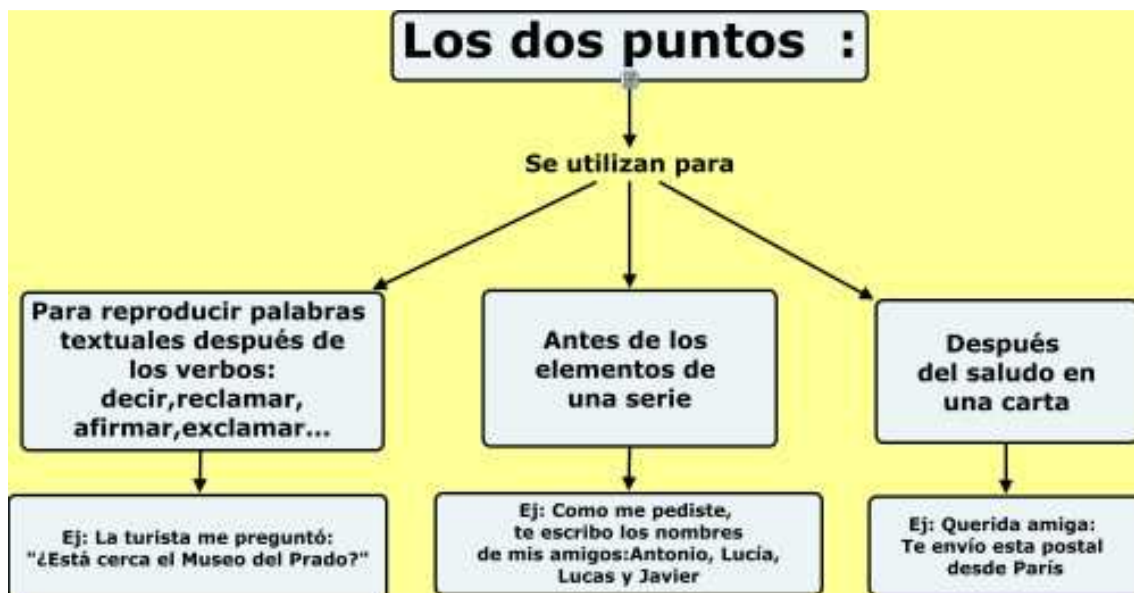 Los dos puntos :
Se utilizan para
Para reproducir palabras
textuales después de
los verbos:
decir,reclamar,
afirmar,exclamar...
Antes de los
elementos de
una serie
Después
del saludo en
una carta
Ej: La turista me preguntó:
"¿Está cerca el Museo del Prado?"
Ej: Como me pediste,
te escribo los nombres
de mis amigos:Antonio, Lucía,
Lucas y Javier
Ej: Querida amiga:
Te envío esta postal
desde París